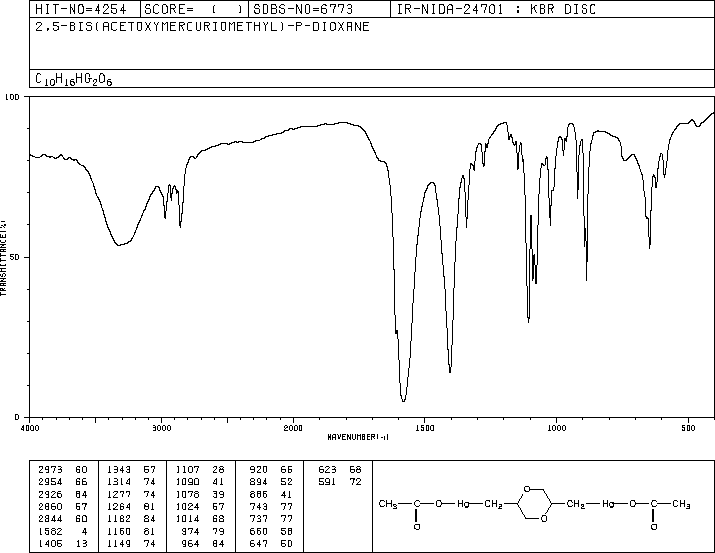 HIT-NO=4254 SCORE= ( ) SDBS-NO=6773 IR-NIDA-24701 : KBR DISC
2,5-BIS(ACETOXYMERCURIOMETHYL)-P-DIOXANE
C10H16HG2O6
100
50
0
TRANSMITTANCE(%)
4000 3000 2000 1500 1000 500
WAVENUMBER(-1)
2973 60 1343 57 1107 28 920 66 623 68
2954 66 1314 74 1090 41 894 52 591 72
2926 64 1277 74 1078 39 886 41
2860 67 1264 81 1024 67 743 77
2844 60 1182 84 1014 68 737 77
1582 4 1160 81 974 79 660 58
1406 13 1149 74 964 84 647 50
CH3 C O Hg CH2 O CH2 Hg O C CH3
O O O